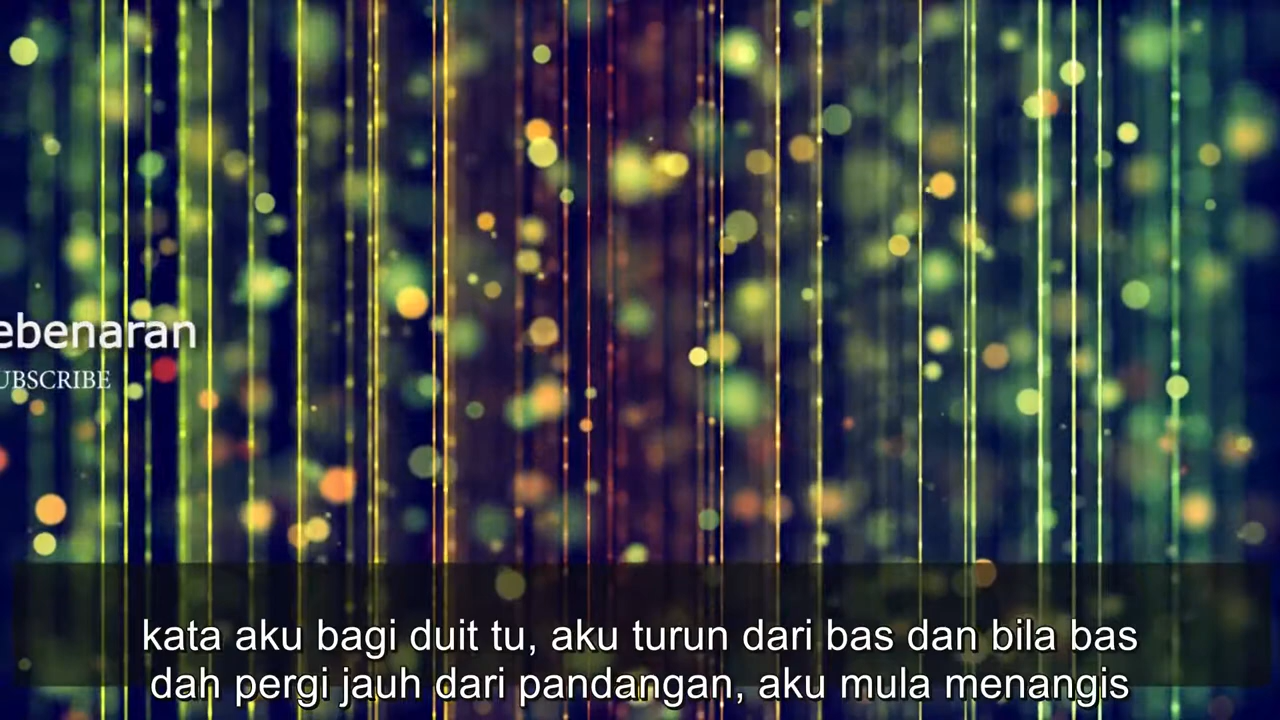 ebenaran
UBSCRIBE
kata aku bagi duit tu, aku turun dari bas dan bila bas
dah pergi jauh dari pandangan, aku mula menangis